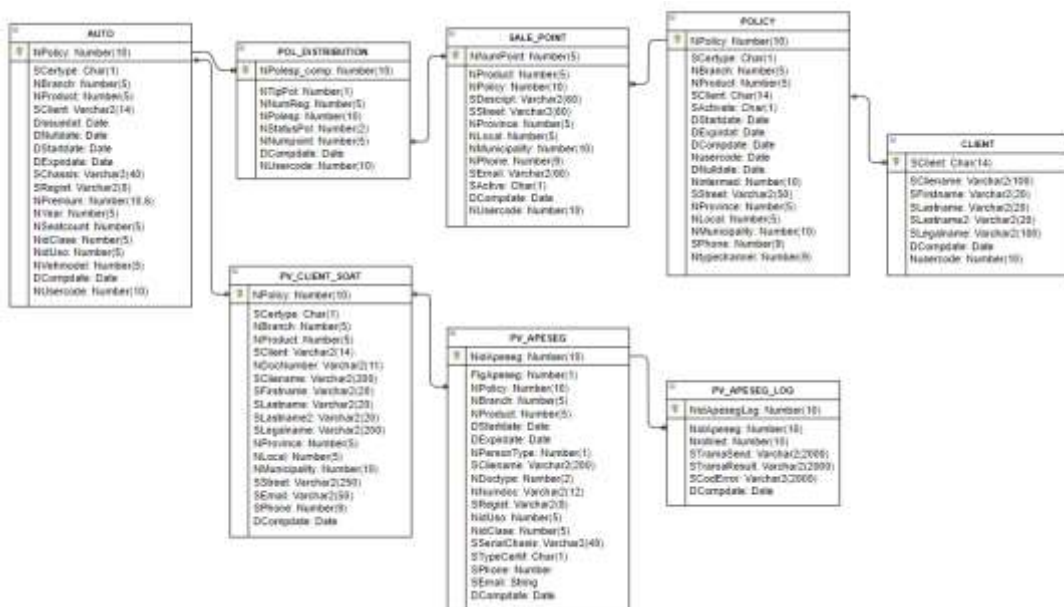 AUTO
NPolicy Number(10)
SCertype: Char(1)
NBranch: Number(5)
NProduct: Number(5)
SClient: Varchar2(14)
DIssuedat: Date
DNulldate: Date
DStartdate: Date
DExpirdate: Date
SChassis: Varchar2(40)
SRegist: Varchar2(8)
NPremium: Number(10,6)
NYear: Number(5)
NSeatcount: Number(5)
NidClase: Number(5)
NidUso: Number(5)
NVehmodel: Number(5)
DCompdate: Date
NUsercode: Number(10)
POL_DISTRIBUTION
NPolesp_comp: Number(10)
NTipPol: Number(1)
NNumReg: Number(5)
NPolesp: Number(10)
NStatusPol: Number(2)
NNumpoint: Number(5)
DCompdate: Date
NUsercode: Number(10)
SALE_POINT
NNumPoint: Number(5)
NProduct: Number(5)
NPolicy: Number(10)
SDescript: Varchar2(60)
SStreet: Varchar2(60)
NProvince: Number(5)
NLocal: Number(5)
NMunicipality: Number(10)
NPhone: Number(9)
SEmail: Varchar2(60)
SActive: Char(1)
DCompdate: Date
NUsercode: Number(10)
POLICY
NPolicy: Number(10)
SCertype: Char(1)
NBranch: Number(5)
NProduct: Number(5)
SClient: Char(14)
SActivate: Char(1)
DStartdate: Date
DExpirdat: Date
DCompdate: Date
Nusercode: Date
DNulldate: Date
Nintermed: Number(10)
SStreet: Varchar2(50)
NProvince: Number(5)
NLocal: Number(5)
NMunicipality: Number(10)
SPhone: Number(9)
Ntypechannel: Number(9)
CLIENT
SClient: Char(14)
SCliename: Varchar2(100)
SFirstname: Varchar2(20)
SLastname: Varchar2(20)
SLastname2: Varchar2(20)
SLegalname: Varchar2(100)
DCompdate: Date
Nusercode: Number(10)
PV_CLIENT_SOAT
NPolicy: Number(10)
SCertype: Char(1)
NBranch: Number(5)
NProduct: Number(5)
SClient: Varchar2(14)
NDocNumber: Varchar2(11)
SCliename: Varchar2(200)
SFirstname: Varchar2(20)
SLastname: Varchar2(20)
SLastname2: Varchar2(20)
SLegalname: Varchar2(200)
NProvince: Number(5)
NLocal: Number(5)
NMunicipality: Number(10)
SStreet: Varchar2(250)
SEmail: Varchar2(50)
SPhone: Number(9)
DCompdate: Date
PV_APESEG
NidApeseg: Number(10)
FlgApeseg: Number(1)
NPolicy: Number(10)
NBranch: Number(5)
NProduct: Number(5)
DStartdate: Date
DExpirdate: Date
NPersonType: Number(1)
SCliename: Varchar2(200)
NDoctype: Number(2)
NNumdoc: Varchar2(12)
SRegist: Varchar2(8)
NidUso: Number(5)
NidClase: Number(5)
SSerialChasis: Varchar2(40)
STypeCertif: Char(1)
SPhone: Number
SEmail: String
DCompdate: Date
PV_APESEG_LOG
NidApesegLog: Number(10)
NidApeseg: Number(10)
Number(10)
STramaSend: Varchar2(2000)
STramaResult: Varchar2(2000)
SCodError: Varchar2(2000)
DCompdate: Date